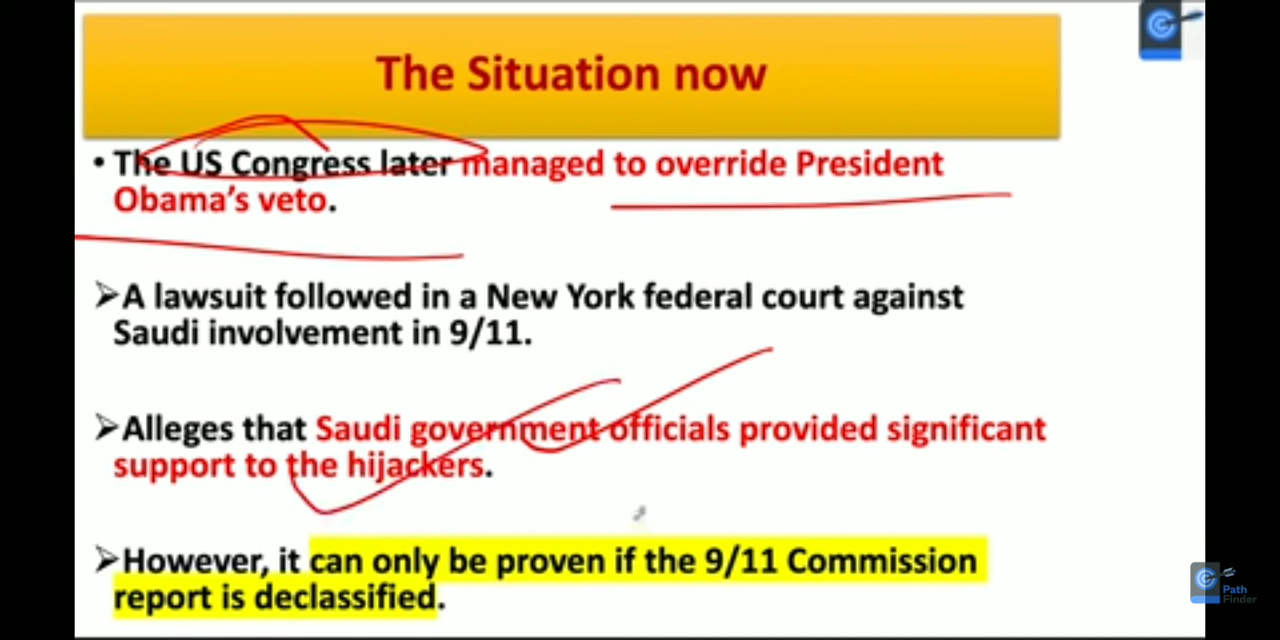 The Situation now
• The US Congress later managed to override President
Obama's veto.
➢A lawsuit followed in a New York federal court against
Saudi involvement in 9/11.
➢Alleges that Saudi government officials provided significant
support to the hijackers.
➢However, it can only be proven if the 9/11 Commission
report is declassified.
Path
Finder